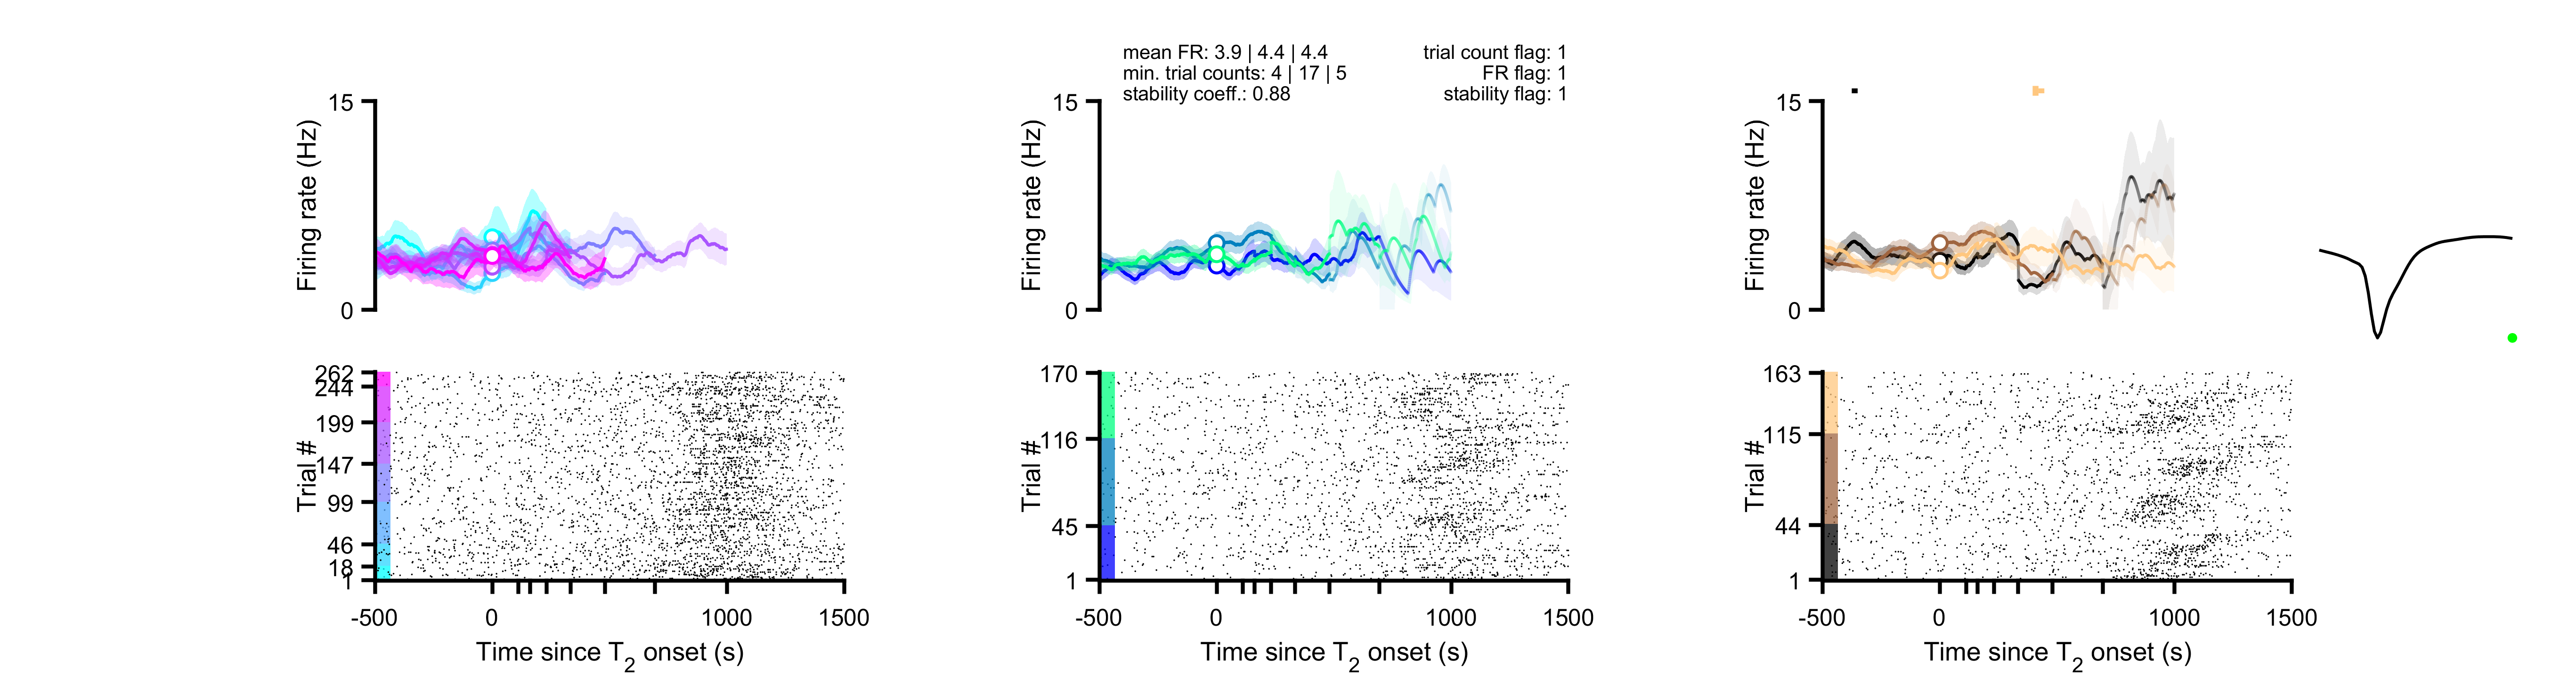 mean FR: 3.9 | 4.4 | 4.4
min. trial counts: 4 | 17 | 5
stability coeff.: 0.88
trial count flag: 1
FR flag: 1
stability flag: 1
15
Firing rate (Hz)
0
15
Firing rate (Hz)
0
15
Firing rate (Hz)
0
262
244
199
147
99
46
18
1
Trial #
-500
0
1000
1500
Time since T2 onset (s)
170
116
45
1
Trial #
-500
0
1000
1500
Time since T2 onset (s)
163
115
44
1
Trial #
-500
0
1000
1500
Time since T2 onset (s)